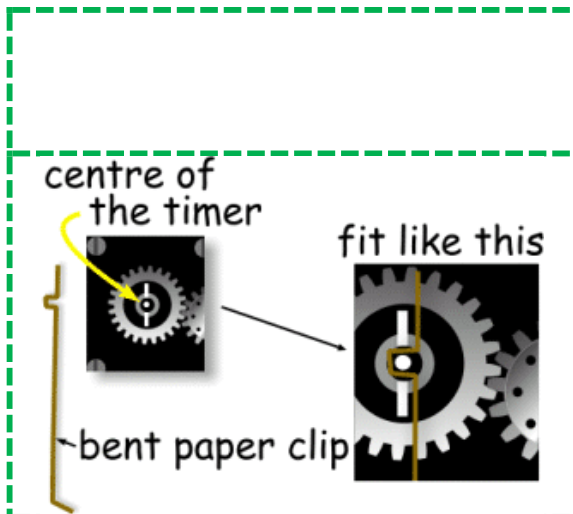 centre of
the timer
fit like this
bent paper clip